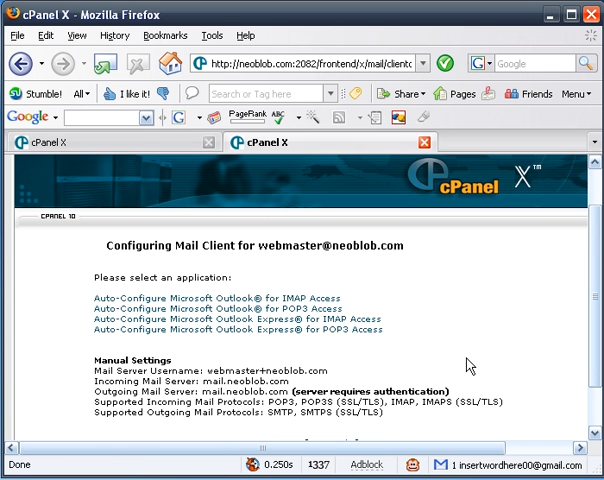 cPanel X - Mozilla Firefox
File Edit View History Bookmarks Tools Help
http://neoblob.com:2082/frontend/x/mail/clientc
Google
Stumble! All I like it! Search or Tag here Share Pages Friends Menu
Google G PageRank ABC
cPanel X
cPanel X
cPanel X™
CPANEL 10
Configuring Mail Client for webmaster@neoblob.com
Please select an application:
Auto-Configure Microsoft Outlook® for IMAP Access
Auto-Configure Microsoft Outlook® for POP3 Access
Auto-Configure Microsoft Outlook Express® for IMAP Access
Auto-Configure Microsoft Outlook Express® for POP3 Access
Manual Settings
Mail Server Username: webmaster+neoblob.com
Incoming Mail Server: mail.neoblob.com
Outgoing Mail Server: mail.neoblob.com (server requires authentication)
Supported Incoming Mail Protocols: POP3, POP3S (SSL/TLS), IMAP, IMAPS (SSL/TLS)
Supported Outgoing Mail Protocols: SMTP, SMTPS (SSL/TLS)
Done 0.250s 1337 Adblock 1 insertwordhere00@gmail.com